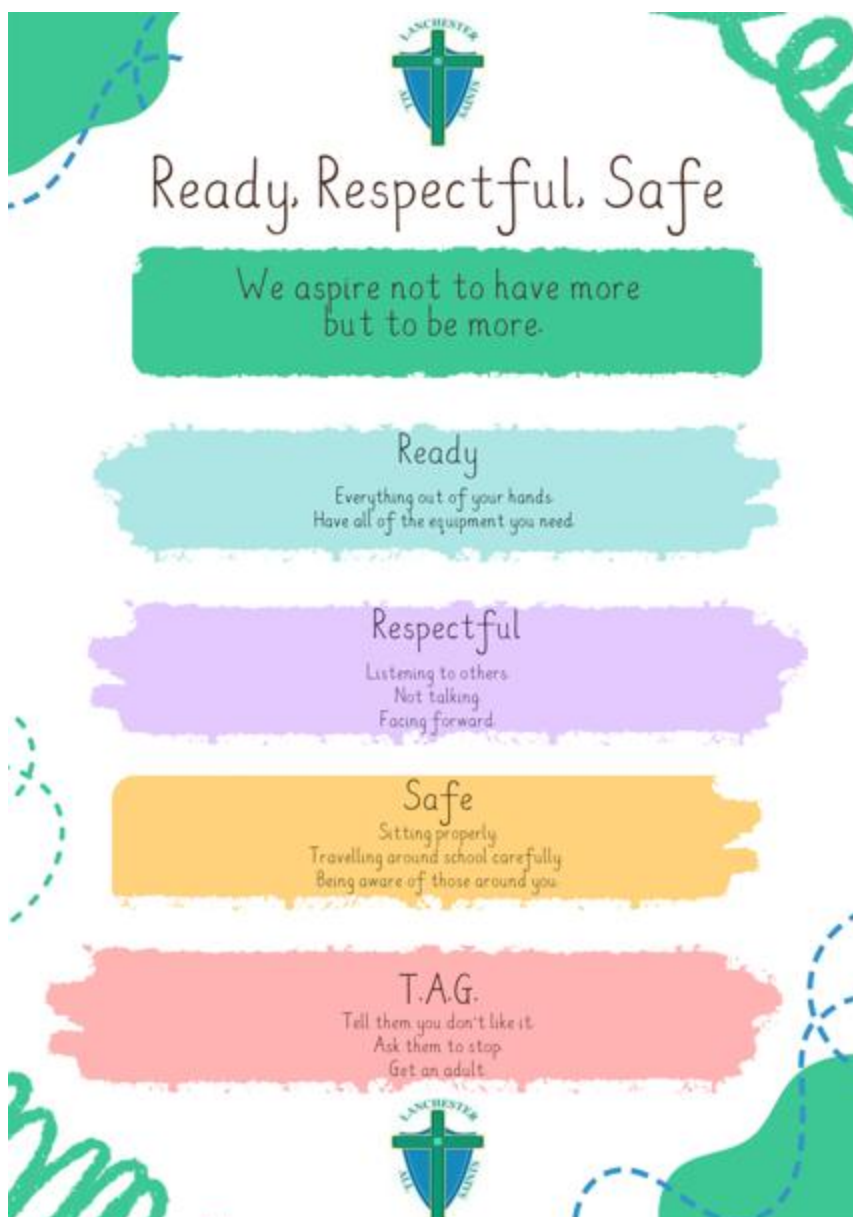 LANCHESTER
ALL SAINTS
Ready, Respectful, Safe
We aspire not to have more
but to be more.
Ready
Everything out of your hands.
Have all of the equipment you need.
Respectful
Listening to others.
Not talking.
Facing forward.
Safe
Sitting properly.
Travelling around school carefully.
Being aware of those around you.
T.A.G.
Tell them you don't like it.
Ask them to stop.
Get an adult.
LANCHESTER
ALL SAINTS